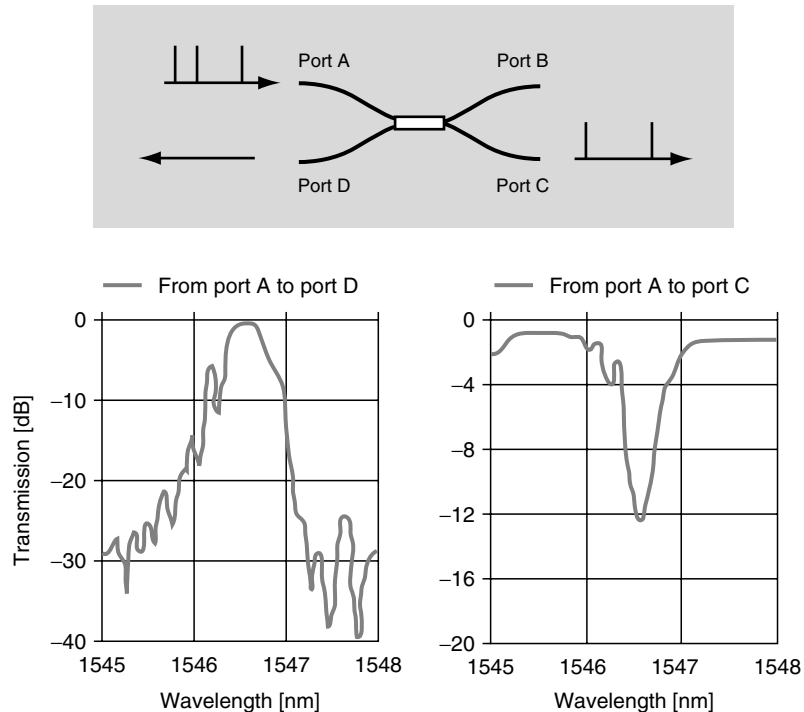 Port A
Port B
Port D
Port C
From port A to port D
From port A to port C
Transmission [dB]
0
−10
−20
−30
−40
1545
1546
1547
1548
Wavelength [nm]
0
−4
−8
−12
−16
−20
1545
1546
1547
1548
Wavelength [nm]